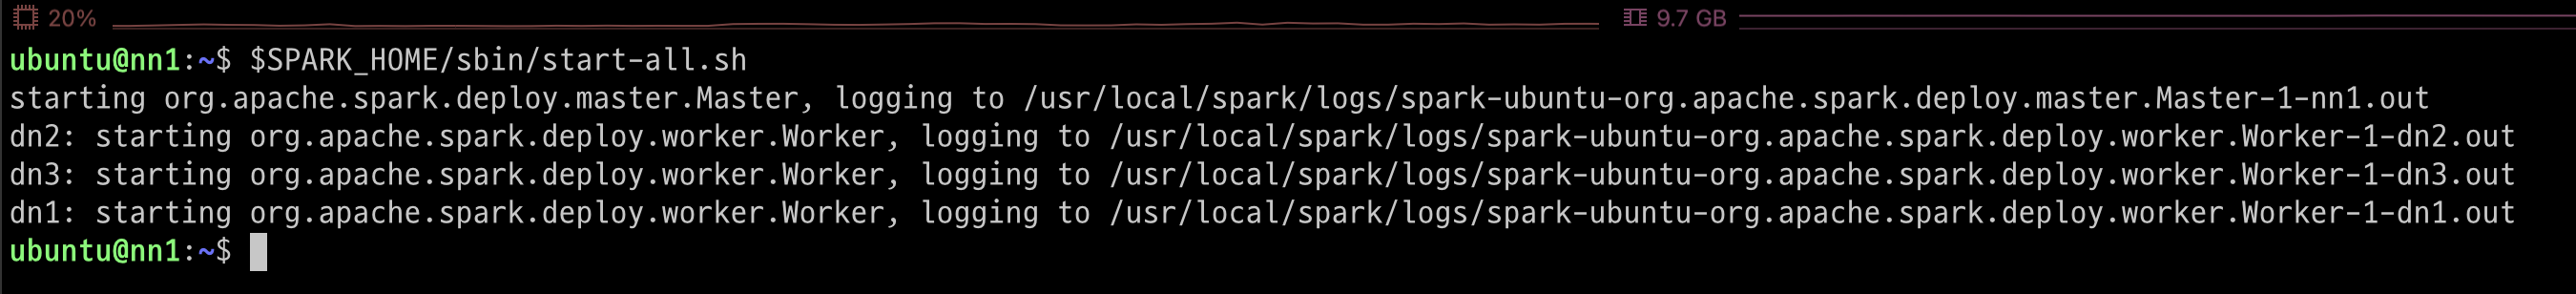 20% 9.7 GB
ubuntu@nn1:~$ $SPARK_HOME/sbin/start-all.sh
starting org.apache.spark.deploy.master.Master, logging to /usr/local/spark/logs/spark-ubuntu-org.apache.spark.deploy.master.Master-1-nn1.out
dn2: starting org.apache.spark.deploy.worker.Worker, logging to /usr/local/spark/logs/spark-ubuntu-org.apache.spark.deploy.worker.Worker-1-dn2.out
dn3: starting org.apache.spark.deploy.worker.Worker, logging to /usr/local/spark/logs/spark-ubuntu-org.apache.spark.deploy.worker.Worker-1-dn3.out
dn1: starting org.apache.spark.deploy.worker.Worker, logging to /usr/local/spark/logs/spark-ubuntu-org.apache.spark.deploy.worker.Worker-1-dn1.out
ubuntu@nn1:~$